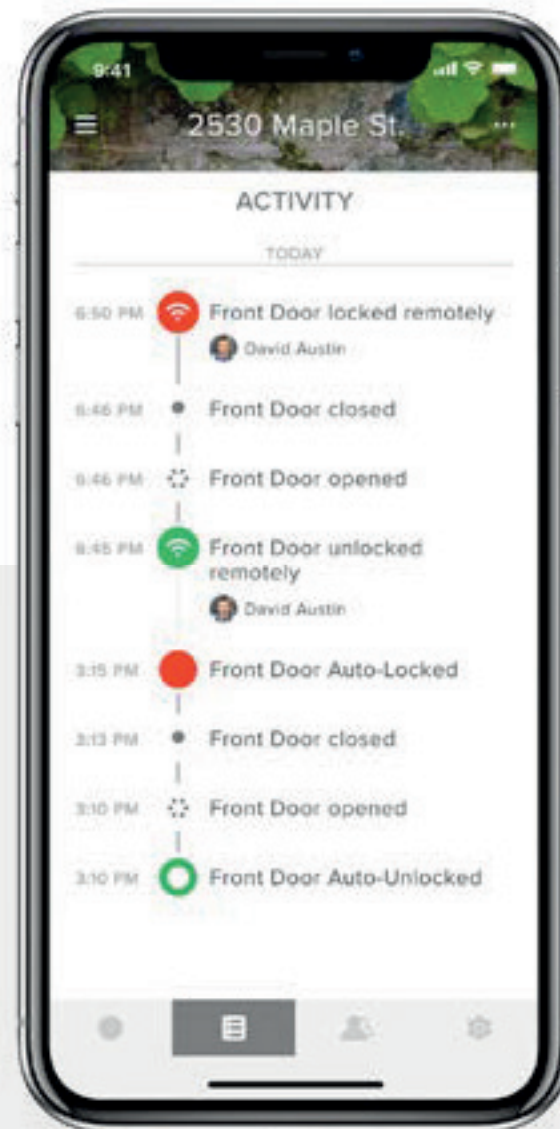 9:41
2530 Maple St.
ACTIVITY
TODAY
6:50 PM Front Door locked remotely
David Austin
6:46 PM Front Door closed
6:46 PM Front Door opened
6:45 PM Front Door unlocked
remotely
David Austin
3:15 PM Front Door Auto-Locked
3:13 PM Front Door closed
3:10 PM Front Door opened
3:10 PM Front Door Auto-Unlocked